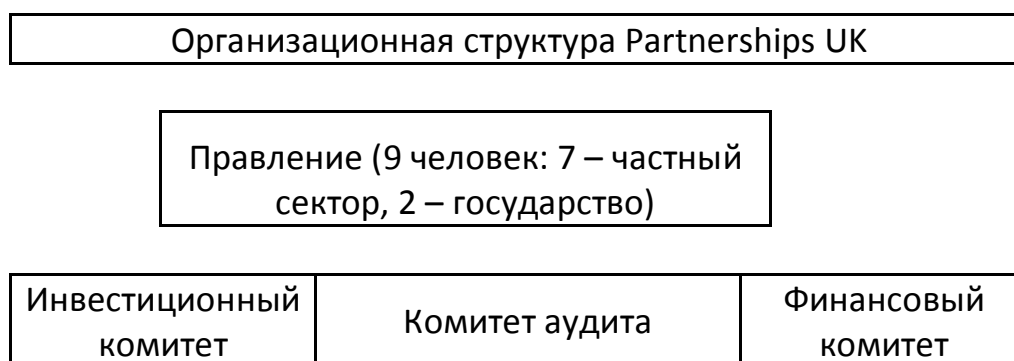 Организационная структура Partnerships UK
Правление (9 человек: 7 – частный
сектор, 2 – государство)
Инвестиционный
комитет
Комитет аудита
Финансовый
комитет